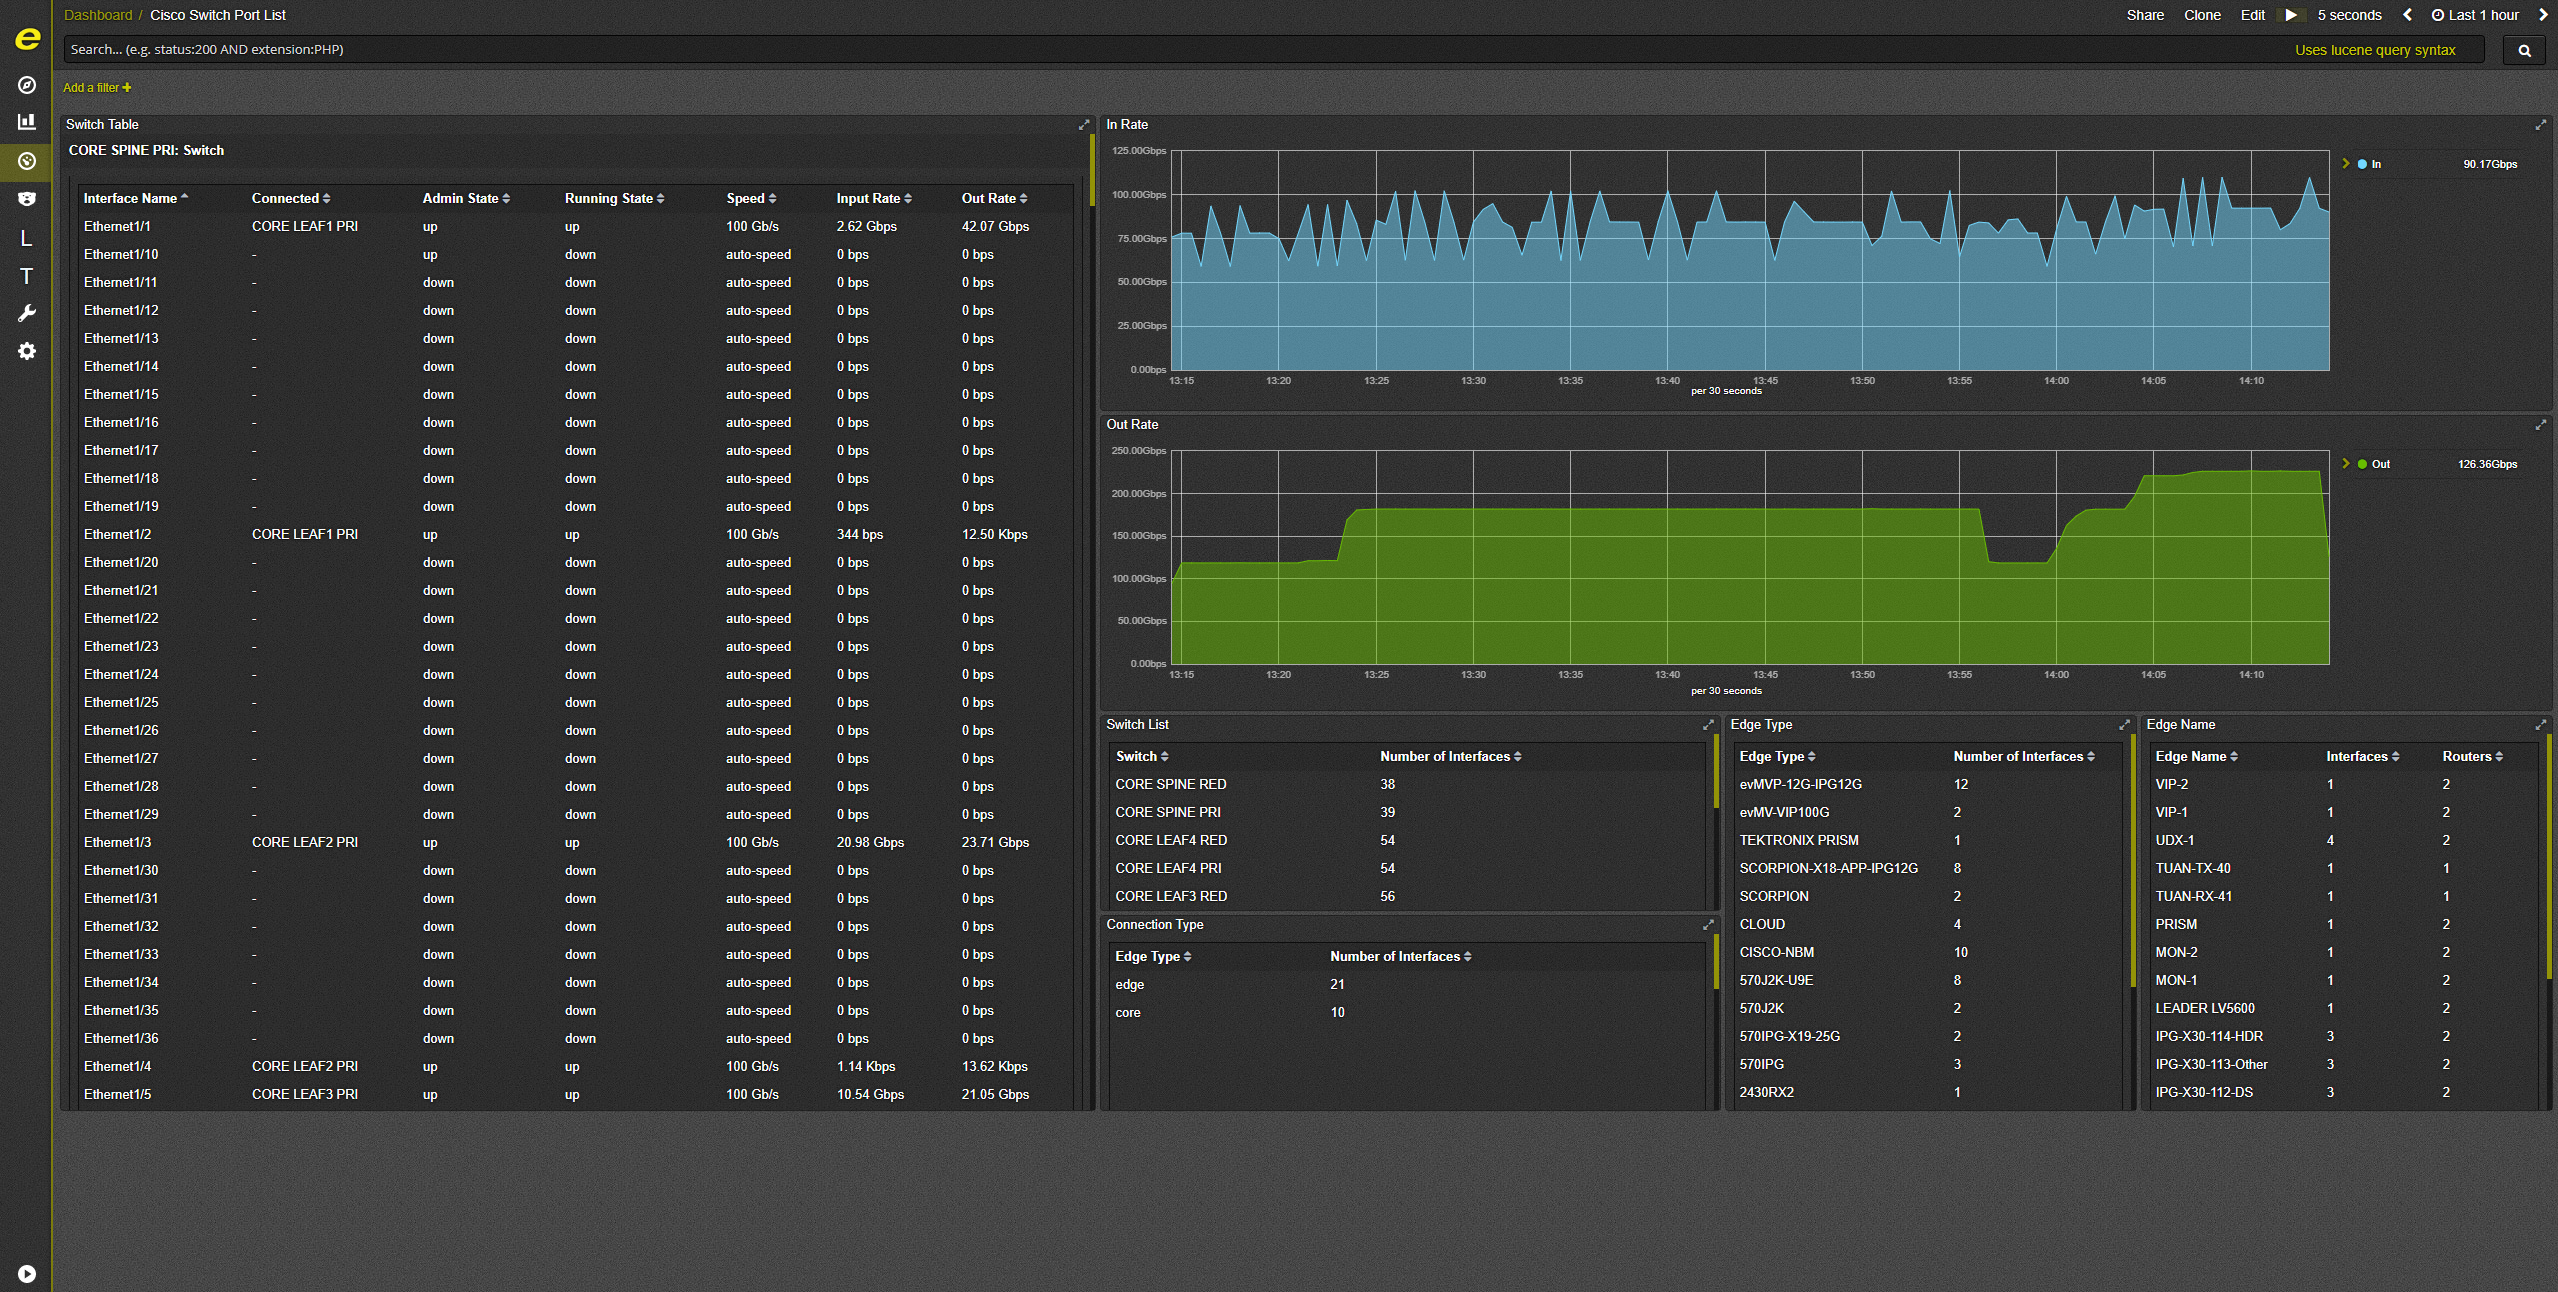 Dashboard / Cisco Switch Port List
Share Clone Edit 5 seconds Last 1 hour
e
Search... (e.g. status:200 AND extension:PHP) Uses lucene query syntax
Add a filter +
L
T
Switch Table
CORE SPINE PRI: Switch
Interface Name Connected Admin State Running State Speed Input Rate Out Rate
Ethernet1/1 CORE LEAF1 PRI up up 100 Gb/s 2.62 Gbps 42.07 Gbps
Ethernet1/10 - up down auto-speed 0 bps 0 bps
Ethernet1/11 - down down auto-speed 0 bps 0 bps
Ethernet1/12 - down down auto-speed 0 bps 0 bps
Ethernet1/13 - down down auto-speed 0 bps 0 bps
Ethernet1/14 - down down auto-speed 0 bps 0 bps
Ethernet1/15 - down down auto-speed 0 bps 0 bps
Ethernet1/16 - down down auto-speed 0 bps 0 bps
Ethernet1/17 - down down auto-speed 0 bps 0 bps
Ethernet1/18 - down down auto-speed 0 bps 0 bps
Ethernet1/19 - down down auto-speed 0 bps 0 bps
Ethernet1/2 CORE LEAF1 PRI up up 100 Gb/s 344 bps 12.50 Kbps
Ethernet1/20 - down down auto-speed 0 bps 0 bps
Ethernet1/21 - down down auto-speed 0 bps 0 bps
Ethernet1/22 - down down auto-speed 0 bps 0 bps
Ethernet1/23 - down down auto-speed 0 bps 0 bps
Ethernet1/24 - down down auto-speed 0 bps 0 bps
Ethernet1/25 - down down auto-speed 0 bps 0 bps
Ethernet1/26 - down down auto-speed 0 bps 0 bps
Ethernet1/27 - down down auto-speed 0 bps 0 bps
Ethernet1/28 - down down auto-speed 0 bps 0 bps
Ethernet1/29 - down down auto-speed 0 bps 0 bps
Ethernet1/3 CORE LEAF2 PRI up up 100 Gb/s 20.98 Gbps 23.71 Gbps
Ethernet1/30 - down down auto-speed 0 bps 0 bps
Ethernet1/31 - down down auto-speed 0 bps 0 bps
Ethernet1/32 - down down auto-speed 0 bps 0 bps
Ethernet1/33 - down down auto-speed 0 bps 0 bps
Ethernet1/34 - down down auto-speed 0 bps 0 bps
Ethernet1/35 - down down auto-speed 0 bps 0 bps
Ethernet1/36 - down down auto-speed 0 bps 0 bps
Ethernet1/4 CORE LEAF2 PRI up up 100 Gb/s 1.14 Kbps 13.62 Kbps
Ethernet1/5 CORE LEAF3 PRI up up 100 Gb/s 10.54 Gbps 21.05 Gbps
In Rate
125.00Gbps
100.00Gbps
75.00Gbps
50.00Gbps
25.00Gbps
0.00bps
13:15 13:20 13:25 13:30 13:35 13:40 13:45 13:50 13:55 14:00 14:05 14:10
per 30 seconds
In 90.17Gbps
Out Rate
250.00Gbps
200.00Gbps
150.00Gbps
100.00Gbps
50.00Gbps
0.00bps
13:15 13:20 13:25 13:30 13:35 13:40 13:45 13:50 13:55 14:00 14:05 14:10
per 30 seconds
Out 126.36Gbps
Switch List
Switch Number of Interfaces
CORE SPINE RED 38
CORE SPINE PRI 39
CORE LEAF4 RED 54
CORE LEAF4 PRI 54
CORE LEAF3 RED 56
Connection Type
Edge Type Number of Interfaces
edge 21
core 10
Edge Type
Edge Type Number of Interfaces
evMVP-12G-IPG12G 12
evMV-VIP100G 2
TEKTRONIX PRISM 1
SCORPION-X18-APP-IPG12G 8
SCORPION 2
CLOUD 4
CISCO-NBM 10
570J2K-U9E 8
570J2K 2
570IPG-X19-25G 2
570IPG 3
2430RX2 1
Edge Name
Edge Name Interfaces Routers
VIP-2 1 2
VIP-1 1 2
UDX-1 4 2
TUAN-TX-40 1 1
TUAN-RX-41 1 1
PRISM 1 2
MON-2 1 2
MON-1 1 2
LEADER LV5600 1 2
IPG-X30-114-HDR 3 2
IPG-X30-113-Other 3 2
IPG-X30-112-DS 3 2